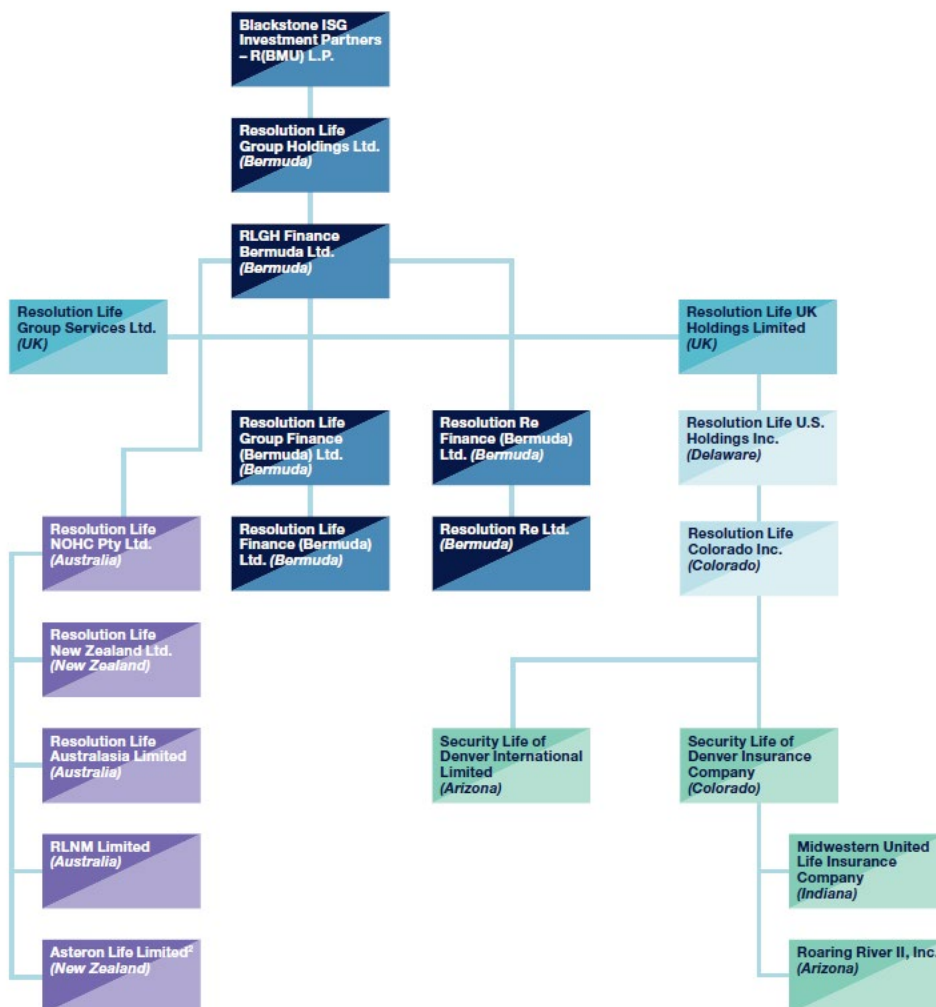 Blackstone ISG
Investment Partners
– R(BMU) L.P.
Resolution Life
Group Holdings Ltd.
(Bermuda)
RLGH Finance
Bermuda Ltd.
(Bermuda)
Resolution Life
Group Services Ltd.
(UK)
Resolution Life UK
Holdings Limited
(UK)
Resolution Life
Group Finance
(Bermuda) Ltd.
(Bermuda)
Resolution Re
Finance (Bermuda)
Ltd. (Bermuda)
Resolution Life U.S.
Holdings Inc.
(Delaware)
Resolution Life
NOHC Pty Ltd.
(Australia)
Resolution Life
Finance (Bermuda)
Ltd. (Bermuda)
Resolution Re Ltd.
(Bermuda)
Resolution Life
Colorado Inc.
(Colorado)
Resolution Life
New Zealand Ltd.
(New Zealand)
Resolution Life
Australasia Limited
(Australia)
Security Life of
Denver International
Limited
(Arizona)
Security Life of
Denver Insurance
Company
(Colorado)
RLNM Limited
(Australia)
Midwestern United
Life Insurance
Company
(Indiana)
Asteron Life Limited²
(New Zealand)
Roaring River II, Inc.
(Arizona)